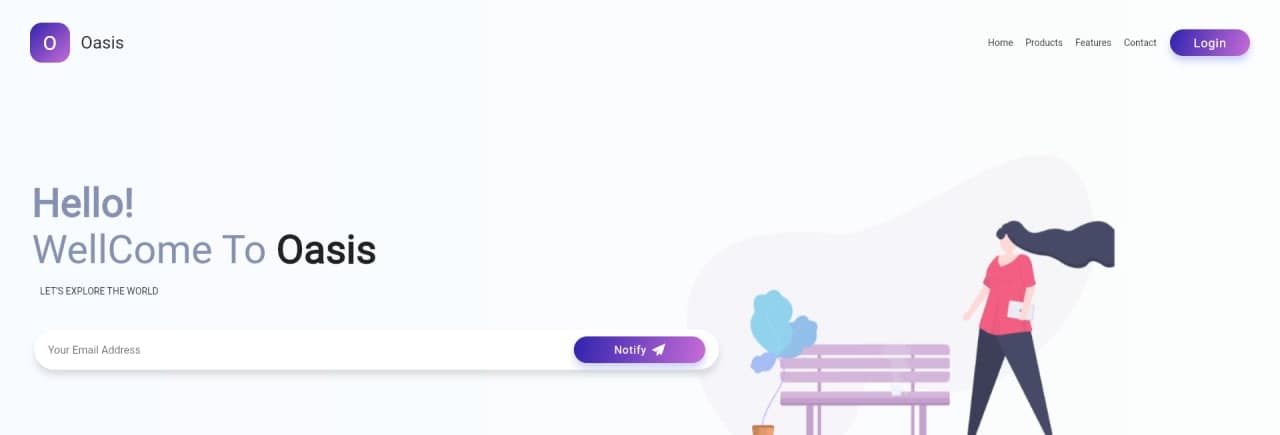 O Oasis
Home Products Features Contact Login
Hello!
WellCome To Oasis
LET'S EXPLORE THE WORLD
Your Email Address Notify